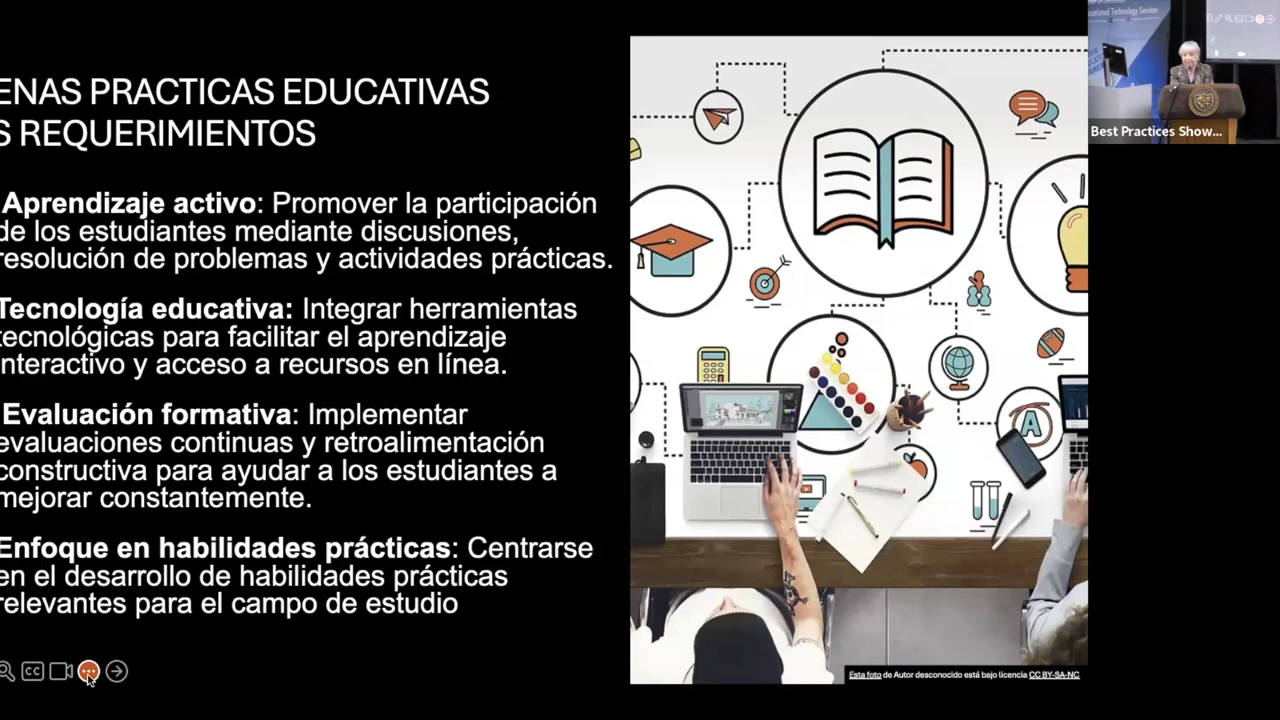 ENAS PRACTICAS EDUCATIVAS
S REQUERIMIENTOS
Aprendizaje activo: Promover la participación
de los estudiantes mediante discusiones,
resolución de problemas y actividades prácticas.
Tecnología educativa: Integrar herramientas
tecnológicas para facilitar el aprendizaje
interactivo y acceso a recursos en línea.
Evaluación formativa: Implementar
evaluaciones continuas y retroalimentación
constructiva para ayudar a los estudiantes a
mejorar constantemente.
Enfoque en habilidades prácticas: Centrarse
en el desarrollo de habilidades prácticas
relevantes para el campo de estudio
CC
A
Esta foto de Autor desconocido está bajo licencia CC BY-SA-NC
ucational Technology Services
Best Practices Show...